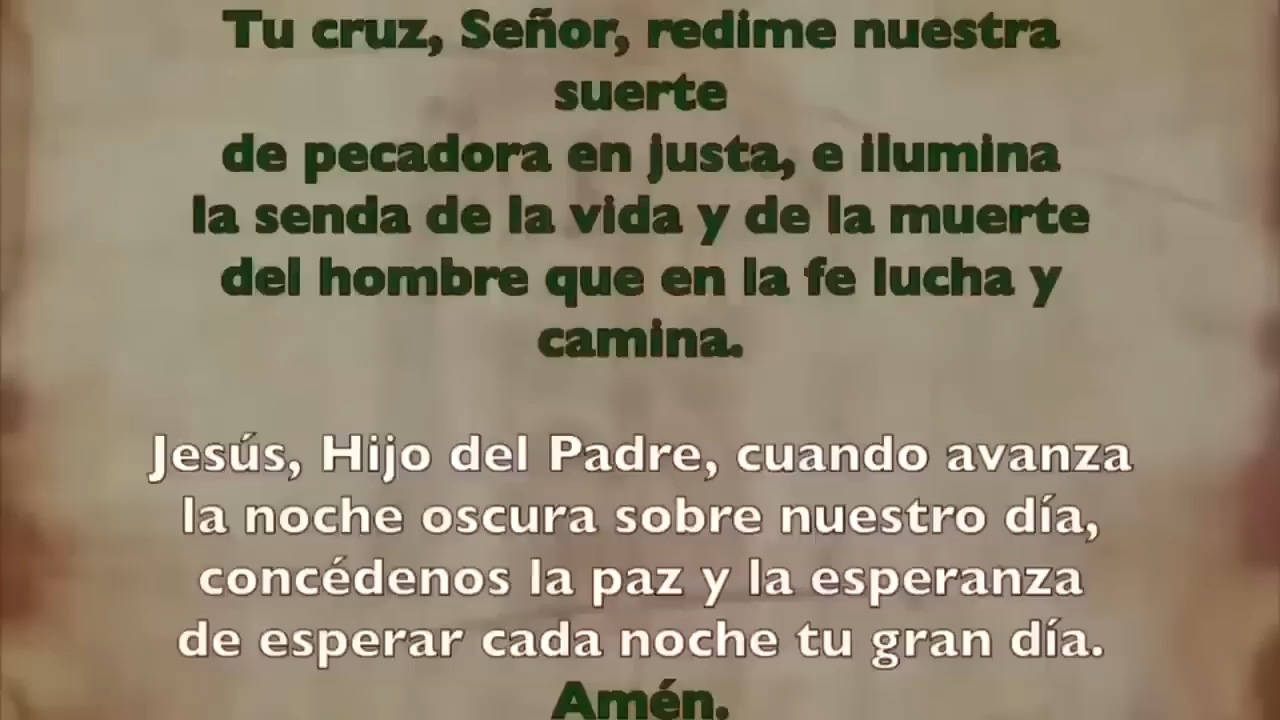 Tu cruz, Señor, redime nuestra
suerte
de pecadora en justa, e ilumina
la senda de la vida y de la muerte
del hombre que en la fe lucha y
camina.
Jesús, Hijo del Padre, cuando avanza
la noche oscura sobre nuestro día,
concédenos la paz y la esperanza
de esperar cada noche tu gran día.
Amén.